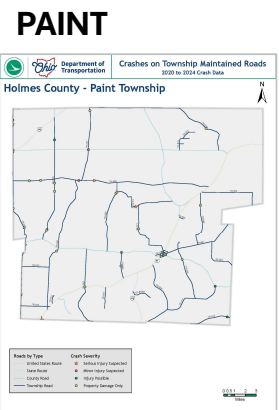 PAINT
Ohio
Department of
Transportation
Crashes on Township Maintained Roads
2020 to 2024 Crash Data
Holmes County - Paint Township
N
Roads by Type
United States Route
State Route
County Road
Township Road
Crash Severity
Serious Injury Suspected
Minor Injury Suspected
Injury Possible
Property Damage Only
Miles